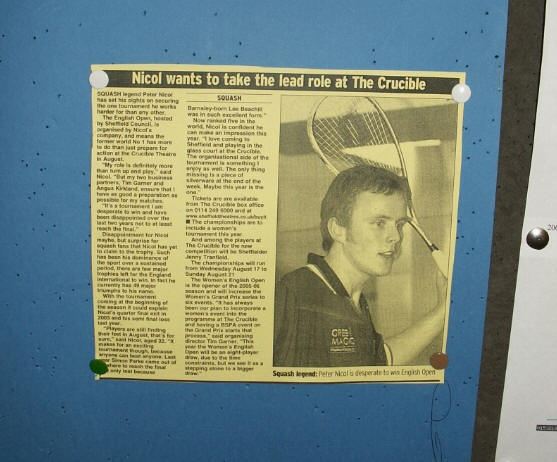 Nicol wants to take the lead role at The Crucible
SQUASH legend Peter Nicol
has set his sights on securing
the one tournament he works
harder for than any other.
The English Open, hosted
by Sheffield Council, is
organised by Nicol's
company, and means the
former world No 1 has more
to do than just prepare for
action at the Crucible Theatre
in August.
"My role is definitely more
than turn up and play," said
Nicol. "But my two business
partners, Tim Garner and
Angus Kirkland, ensure that I
have as good a preparation as
possible for my matches.
"It's a tournament I am
desperate to win and have
been disappointed over the
last two years not to at least
reach the final."
Disappointment for Nicol
maybe, but surprise for
squash fans that Nicol has yet
to claim the trophy. Such
has been his dominance of
the sport over a sustained
period, there are few major
trophies left for the England
international to win. In fact he
currently has 49 major
triumphs to his name.
With the tournament
coming at the beginning of
the season it could explain
Nicol's quarter final exit in
2003 and his semi final loss
last year.
"Players are still finding
their feet in August, that's for
sure," said Nicol, aged 32. "It
makes for an exciting
tournament though, because
anyone can beat anyone. Last
year Simon Parke came out of
where to reach the final
only lost because
SQUASH
Barnsley-born Lee Beachill
was in such excellent form."
Now ranked five in the
world, Nicol is confident he
can make an impression this
year. "I love coming to
Sheffield and playing in the
glass court at the Crucible.
The organisational side of the
tournament is something I
enjoy as well. The only thing
missing is a piece of
silverware at the end of the
week. Maybe this year is the
one."
Tickets are available
from The Crucible box office
on 0114 249 6000 and at
■ The championships are to
include a women's
tournament this year.
And among the players at
The Crucible for the new
competition will be Sheffielder
Jenny Tranfield.
The championships will run
from Wednesday August 17 to
Sunday August 21
The Women's English Open
is the opener of the 2005-06
season and will increase the
Women's Grand Prix series to
six events. "It has always
been our plan to incorporate a
women's event into the
programme at The Crucible
and having a BSPA event on
the Grand Prix starts that
process," said organising
director Tim Garner. "This
year the Women's English
Open will be an eight-player
draw, due to the time
constraints, but we see it as a
stepping stone to a bigger
draw."
Squash legend: Peter Nicol is desperate to win English Open